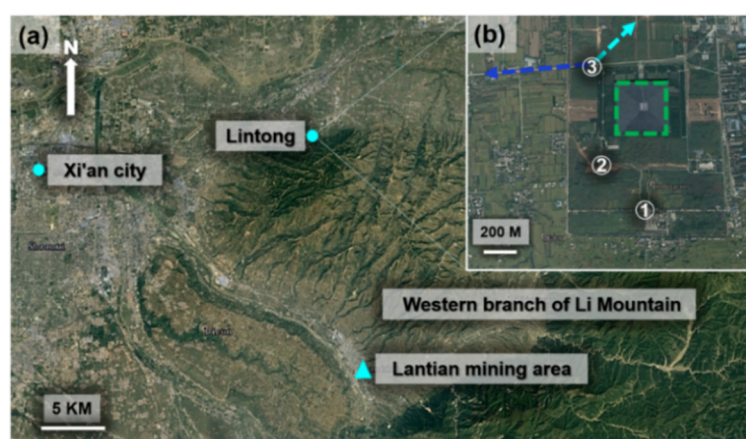 (a)
N
Lintong
Xi'an city
Western branch of Li Mountain
Lantian mining area
5 KM
(b)
3
2
1
200 M